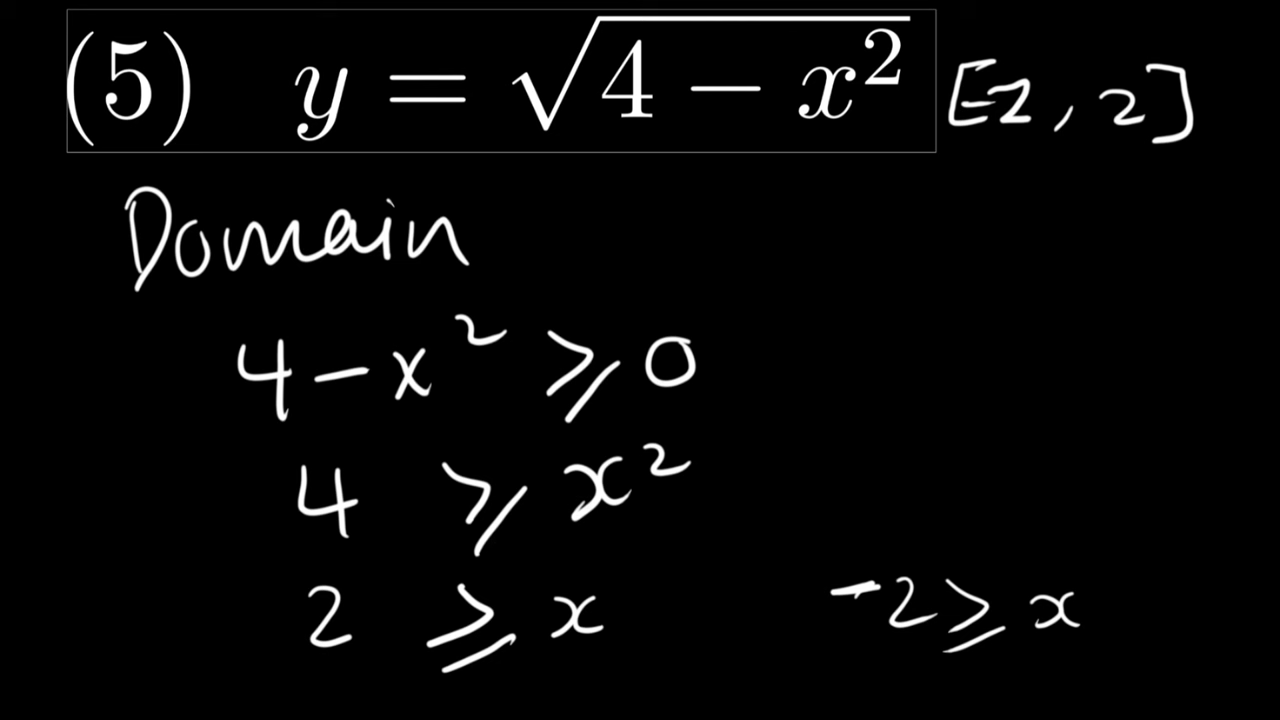 (5) y = √(4 − x²) [-2, 2]
Domain
4 - x² ⩾ 0
4 ⩾ x²
2 ≥ x -2 ≥ x